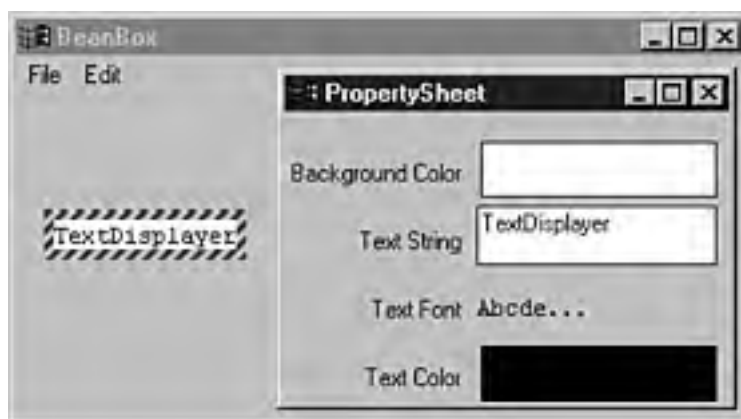 BeanBox
File Edit
TextDisplayer
PropertySheet
Background Color
Text String
TextDisplayer
Text Font
Abcde...
Text Color